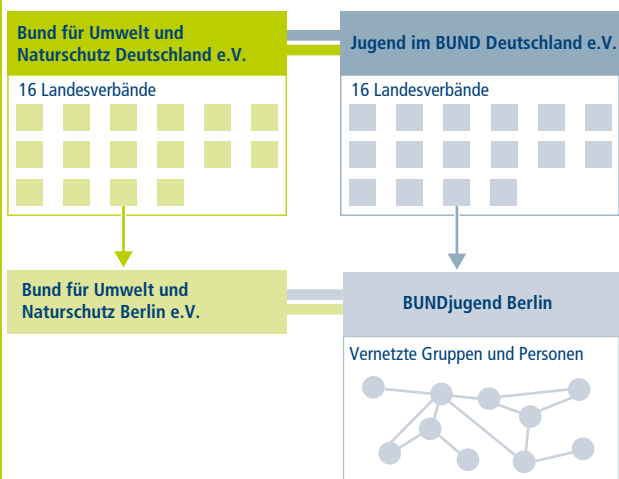 Bund für Umwelt und
Naturschutz Deutschland e.V.
Jugend im BUND Deutschland e.V.
16 Landesverbände
16 Landesverbände
Bund für Umwelt und
Naturschutz Berlin e.V.
BUNDjugend Berlin
Vernetzte Gruppen und Personen